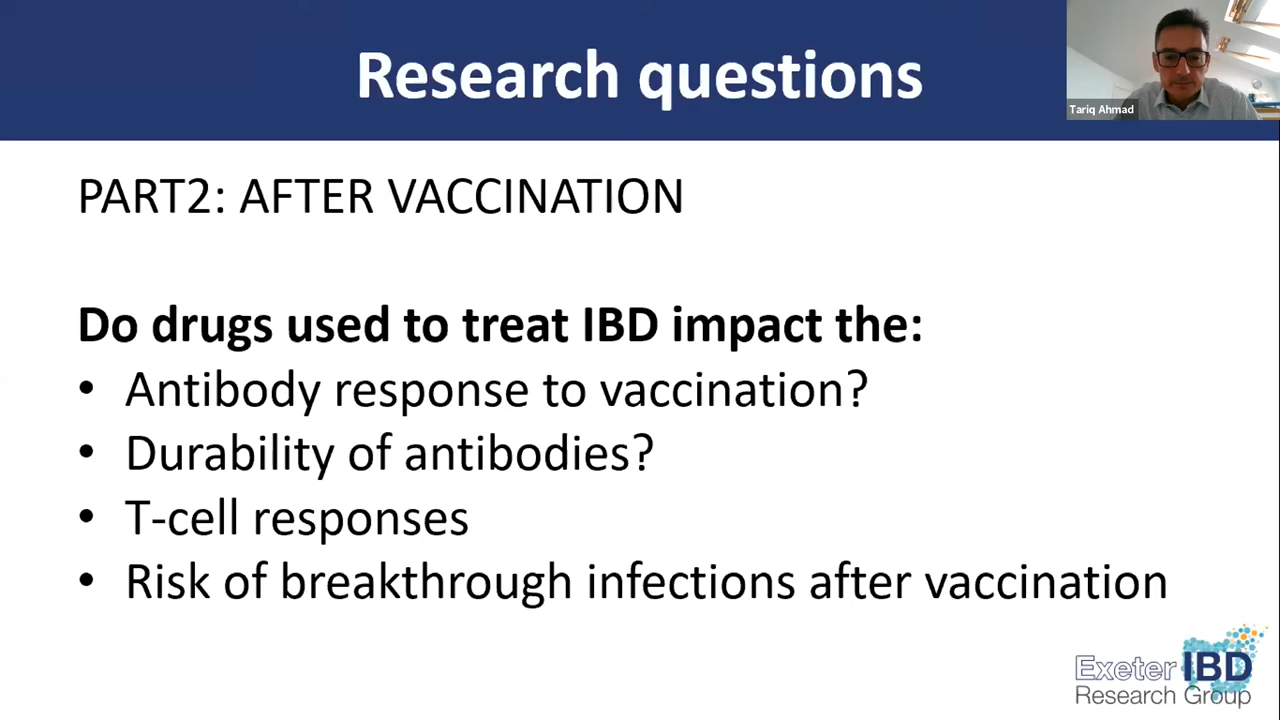 Research questions
Tariq Ahmad
PART2: AFTER VACCINATION
Do drugs used to treat IBD impact the:
• Antibody response to vaccination?
• Durability of antibodies?
• T-cell responses
• Risk of breakthrough infections after vaccination
Exeter IBD
Research Group